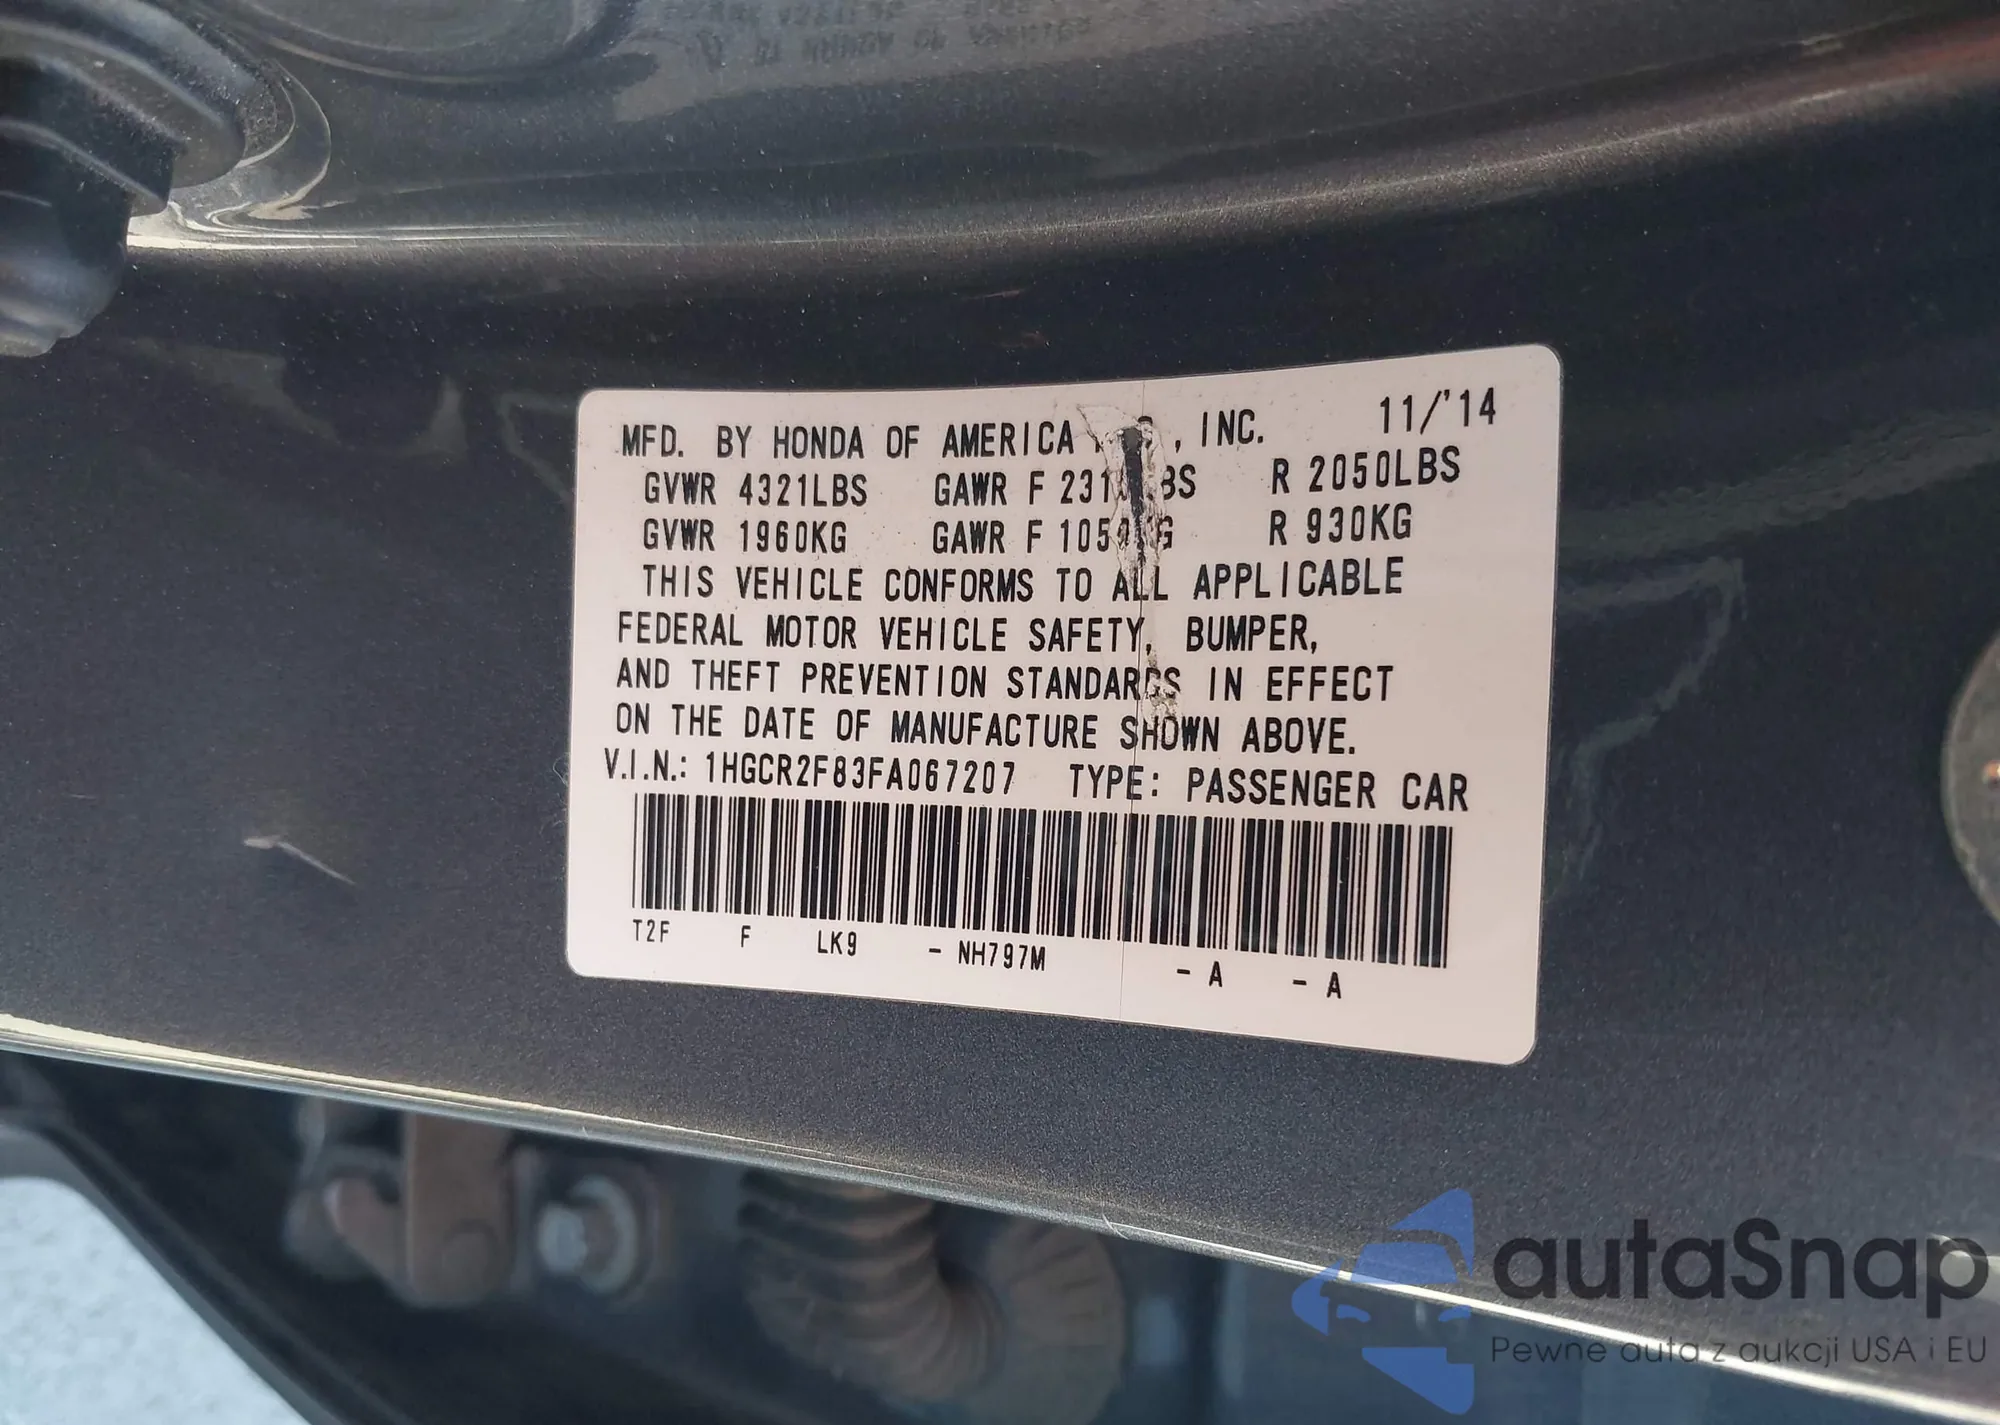 MFD. BY HONDA OF AMERICA , INC. 11/'14
GVWR 4321LBS GAWR F R 2050LBS
GVWR 1960KG GAWR F R 930KG
THIS VEHICLE CONFORMS TO ALL APPLICABLE
FEDERAL MOTOR VEHICLE SAFETY, BUMPER,
AND THEFT PREVENTION STANDARDS IN EFFECT
ON THE DATE OF MANUFACTURE SHOWN ABOVE.
V.I.N.: 1HGCR2F83FA067207 TYPE: PASSENGER CAR
T2F F LK9 - NH797M - A - A
autaSnap
Pewne auta z aukcji USA i EU